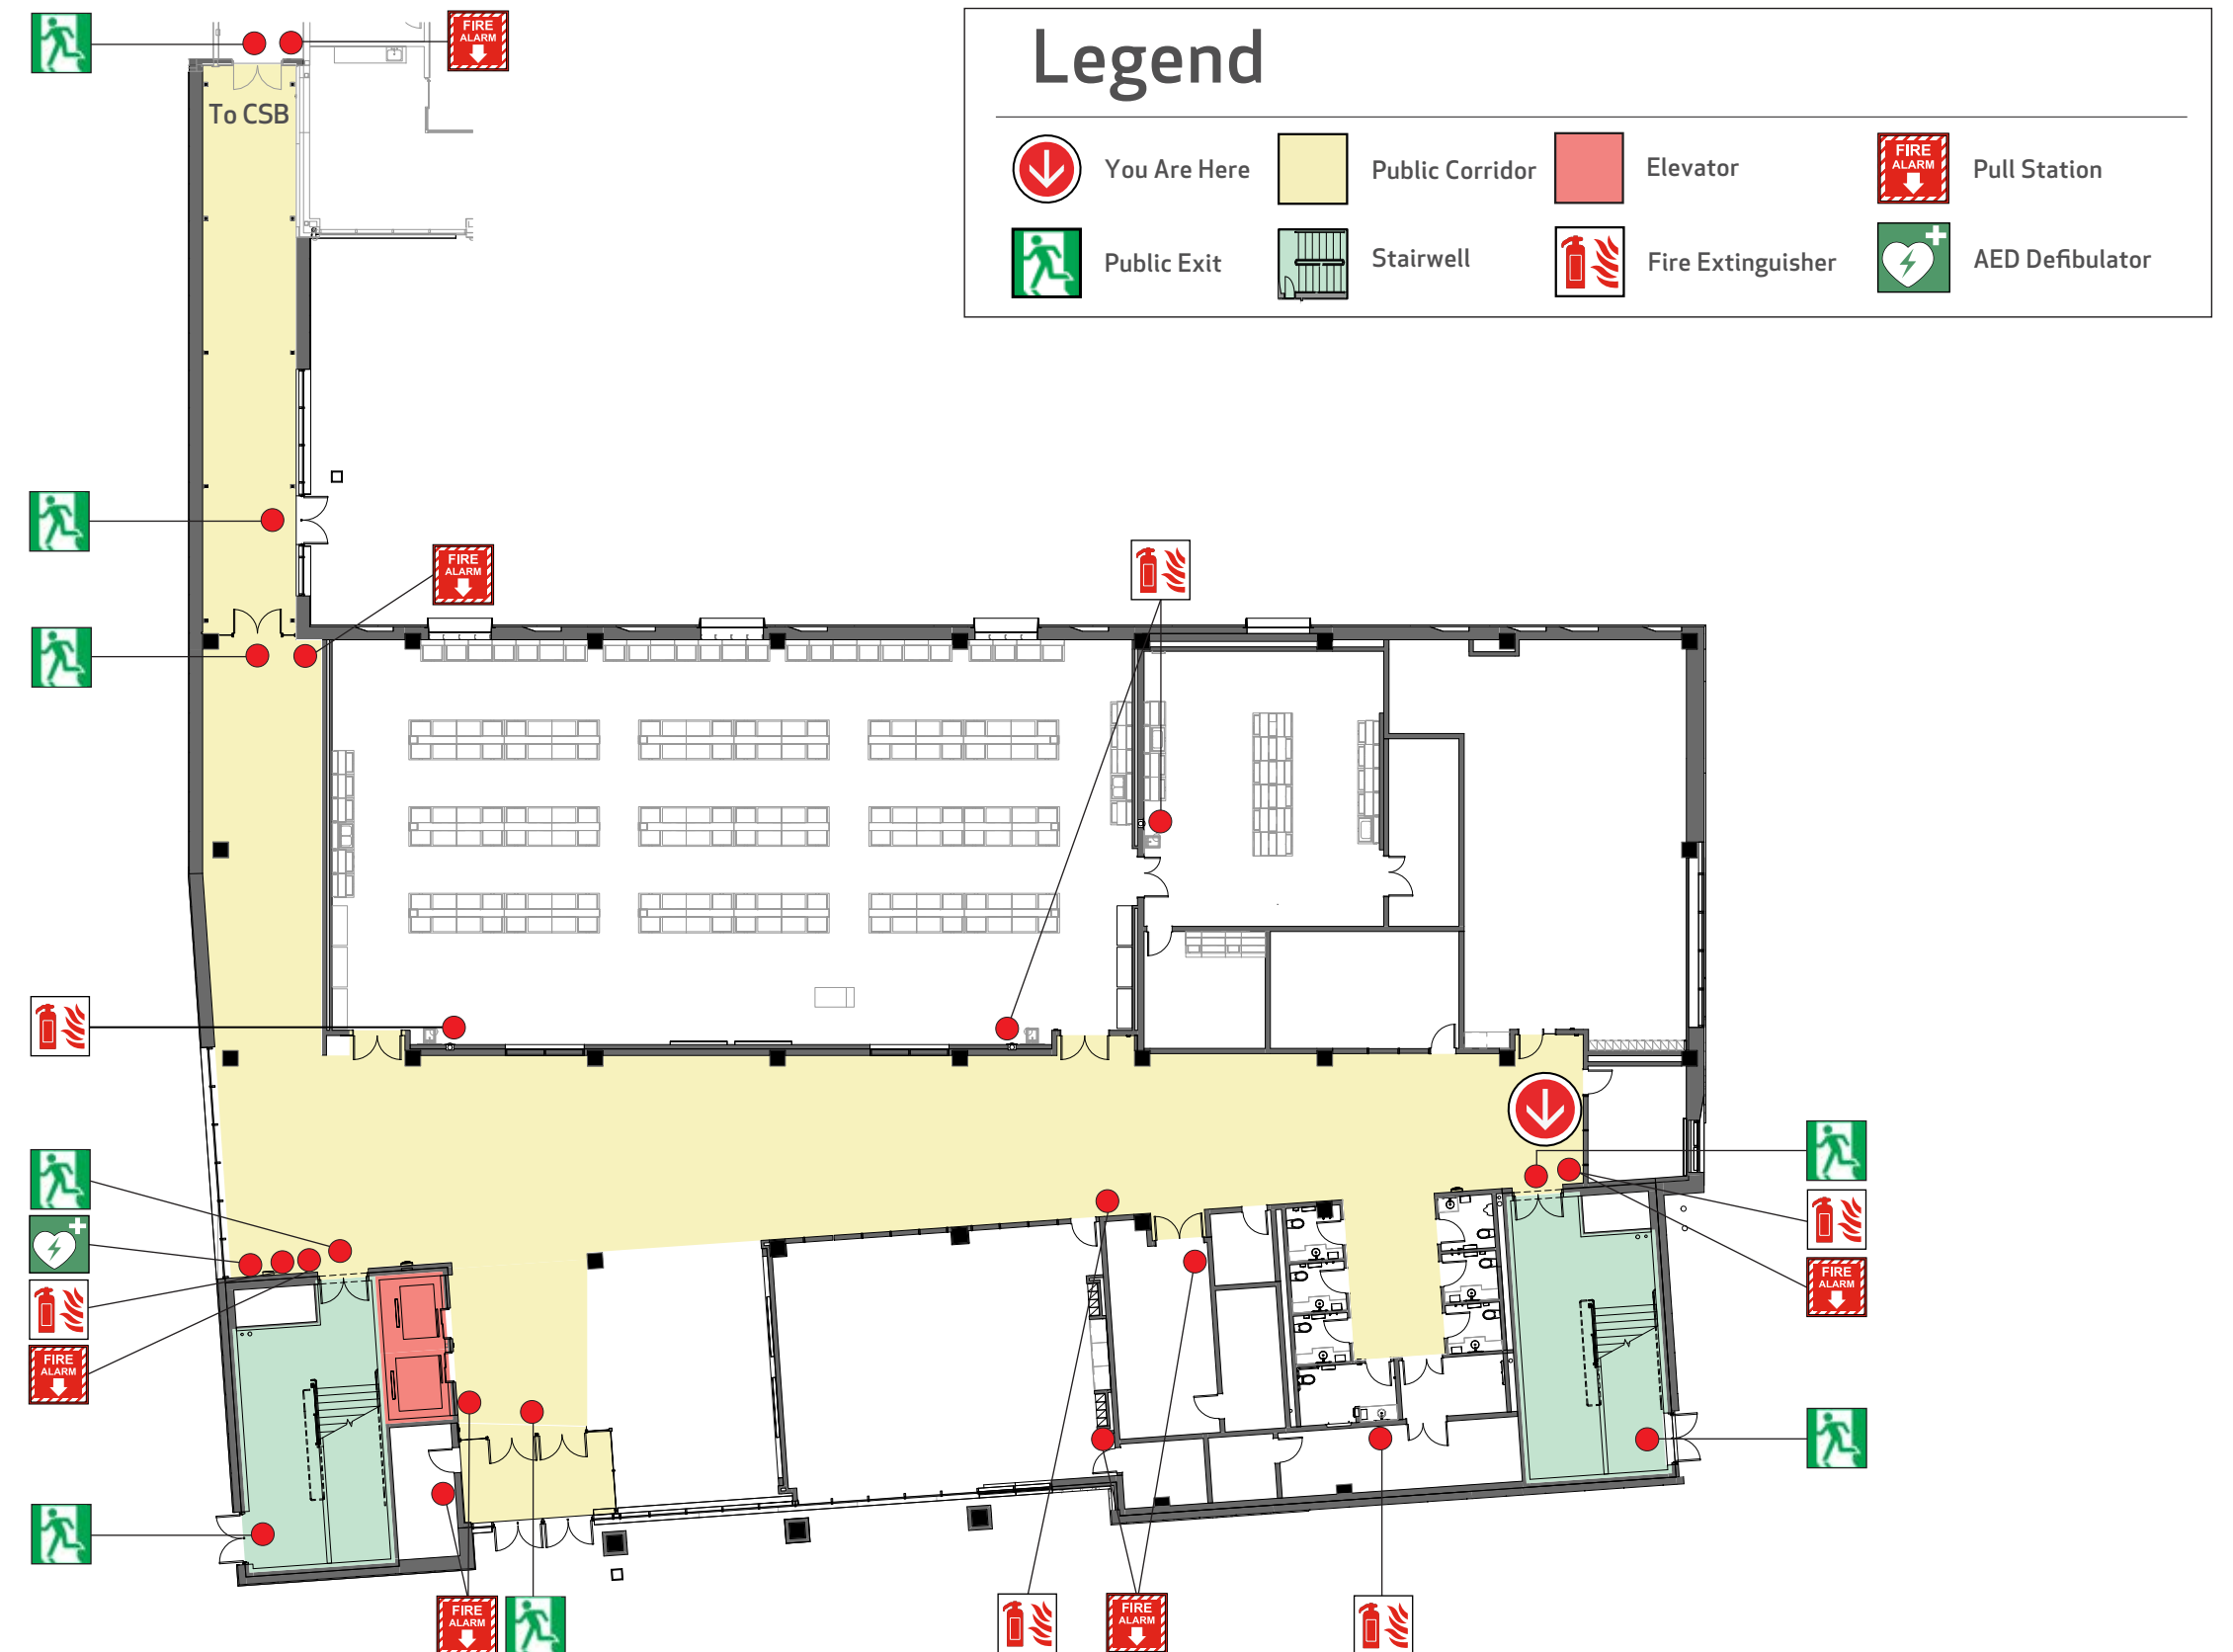 FIRE
ALARM
Legend
To CSB
You Are Here
Public Corridor
Elevator
FIRE
ALARM
Pull Station
Public Exit
Stairwell
Fire Extinguisher
AED Defibulator
FIRE
ALARM
FIRE
ALARM
FIRE
ALARM
FIRE
ALARM
FIRE
ALARM